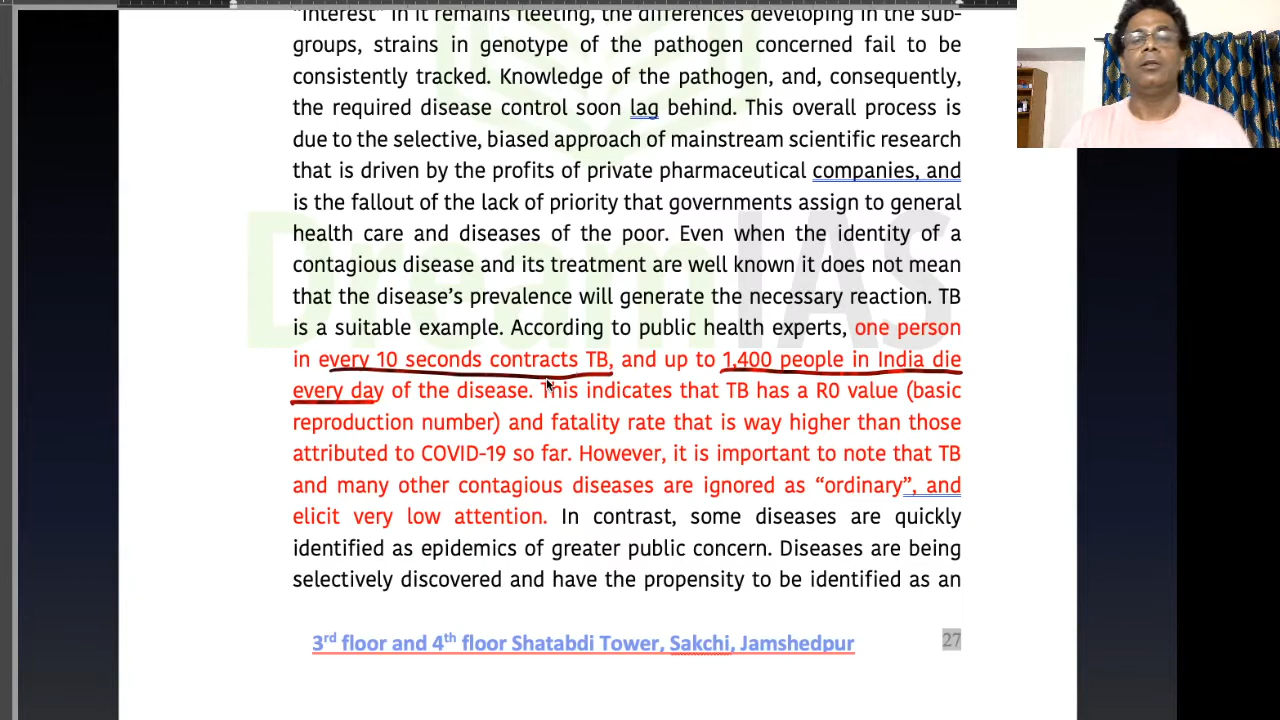 "interest" in it remains fleeting, the differences developing in the sub-
groups, strains in genotype of the pathogen concerned fail to be
consistently tracked. Knowledge of the pathogen, and, consequently,
the required disease control soon lag behind. This overall process is
due to the selective, biased approach of mainstream scientific research
that is driven by the profits of private pharmaceutical companies, and
is the fallout of the lack of priority that governments assign to general
health care and diseases of the poor. Even when the identity of a
contagious disease and its treatment are well known it does not mean
that the disease’s prevalence will generate the necessary reaction. TB
is a suitable example. According to public health experts, one person
in every 10 seconds contracts TB, and up to 1,400 people in India die
every day of the disease. This indicates that TB has a R0 value (basic
reproduction number) and fatality rate that is way higher than those
attributed to COVID-19 so far. However, it is important to note that TB
and many other contagious diseases are ignored as “ordinary”, and
elicit very low attention. In contrast, some diseases are quickly
identified as epidemics of greater public concern. Diseases are being
selectively discovered and have the propensity to be identified as an
3rd floor and 4th floor Shatabdi Tower, Sakchi, Jamshedpur
27
Dream IAS